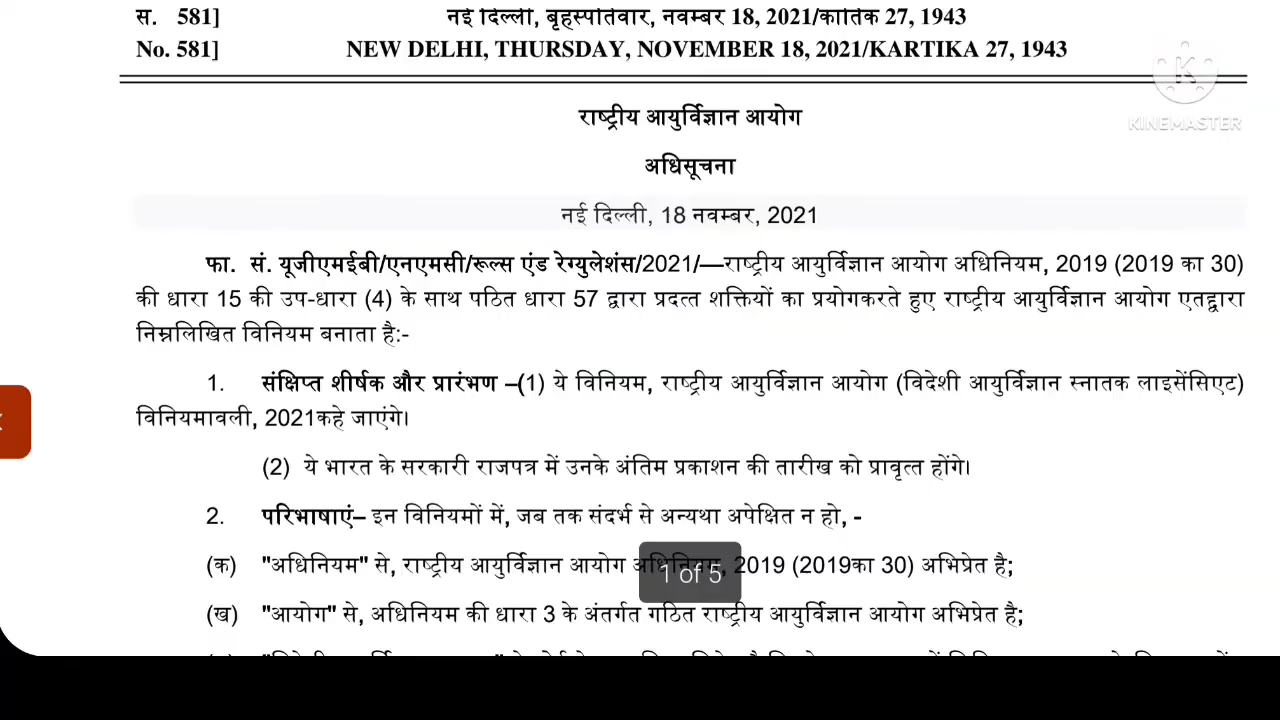 स. 581] नई दिल्ली, बृहस्पतिवार, नवम्बर 18, 2021/कार्तिक 27, 1943
No. 581] NEW DELHI, THURSDAY, NOVEMBER 18, 2021/KARTIKA 27, 1943
KINEMASTER
राष्ट्रीय आयुर्विज्ञान आयोग
अधिसूचना
नई दिल्ली, 18 नवम्बर, 2021
फा. सं. यूजीएमईबी/एनएमसी/रूल्स एंड रेग्युलेशंस/2021/—राष्ट्रीय आयुर्विज्ञान आयोग अधिनियम, 2019 (2019 का 30)
की धारा 15 की उप-धारा (4) के साथ पठित धारा 57 द्वारा प्रदत्त शक्तियों का प्रयोगकरते हुए राष्ट्रीय आयुर्विज्ञान आयोग एतद्वारा
निम्नलिखित विनियम बनाता है:-
1. संक्षिप्त शीर्षक और प्रारंभण –(1) ये विनियम, राष्ट्रीय आयुर्विज्ञान आयोग (विदेशी आयुर्विज्ञान स्नातक लाइसेंसिएट)
विनियमावली, 2021कहे जाएंगे।
(2) ये भारत के सरकारी राजपत्र में उनके अंतिम प्रकाशन की तारीख को प्रावृत्त होंगे।
2. परिभाषाएं– इन विनियमों में, जब तक संदर्भ से अन्यथा अपेक्षित न हो, -
(क) "अधिनियम" से, राष्ट्रीय आयुर्विज्ञान आयोग अधिनियम, 2019 (2019का 30) अभिप्रेत है;
1 of 5
(ख) "आयोग" से, अधिनियम की धारा 3 के अंतर्गत गठित राष्ट्रीय आयुर्विज्ञान आयोग अभिप्रेत है;